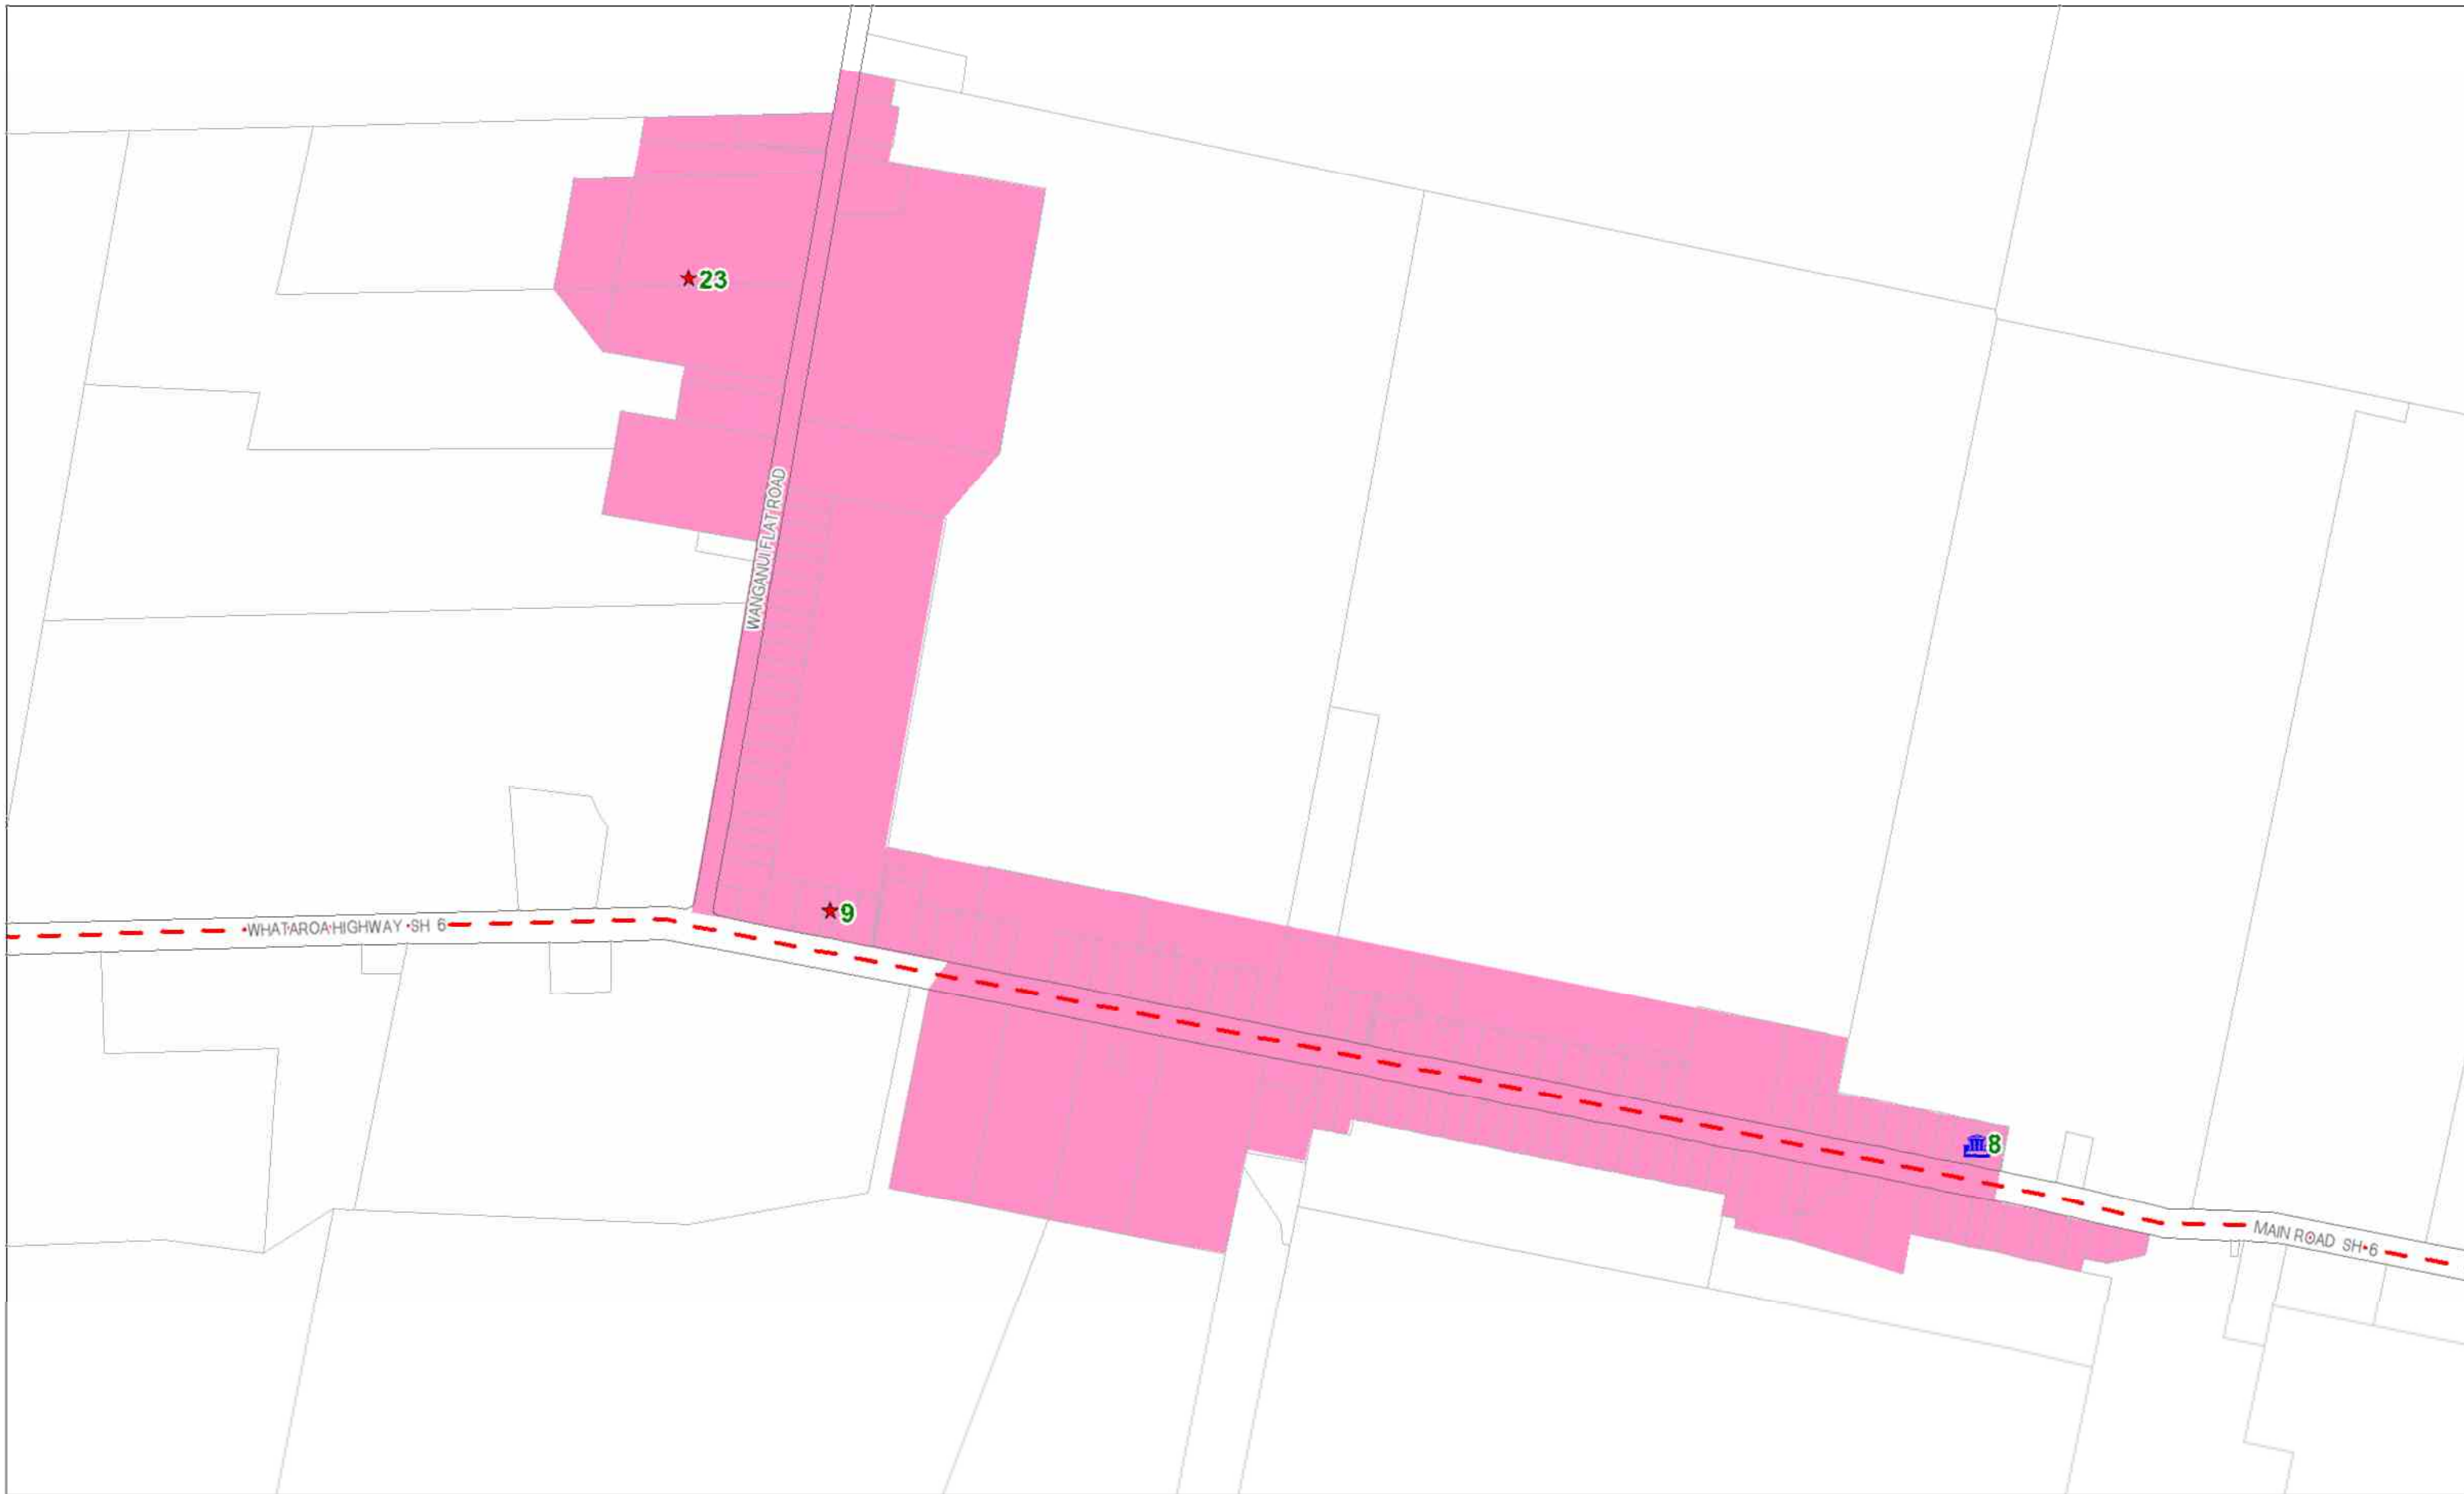 23
WANGANUI FLAT ROAD
9
WHATAROA HIGHWAY SH 6
8
MAIN ROAD SH 6